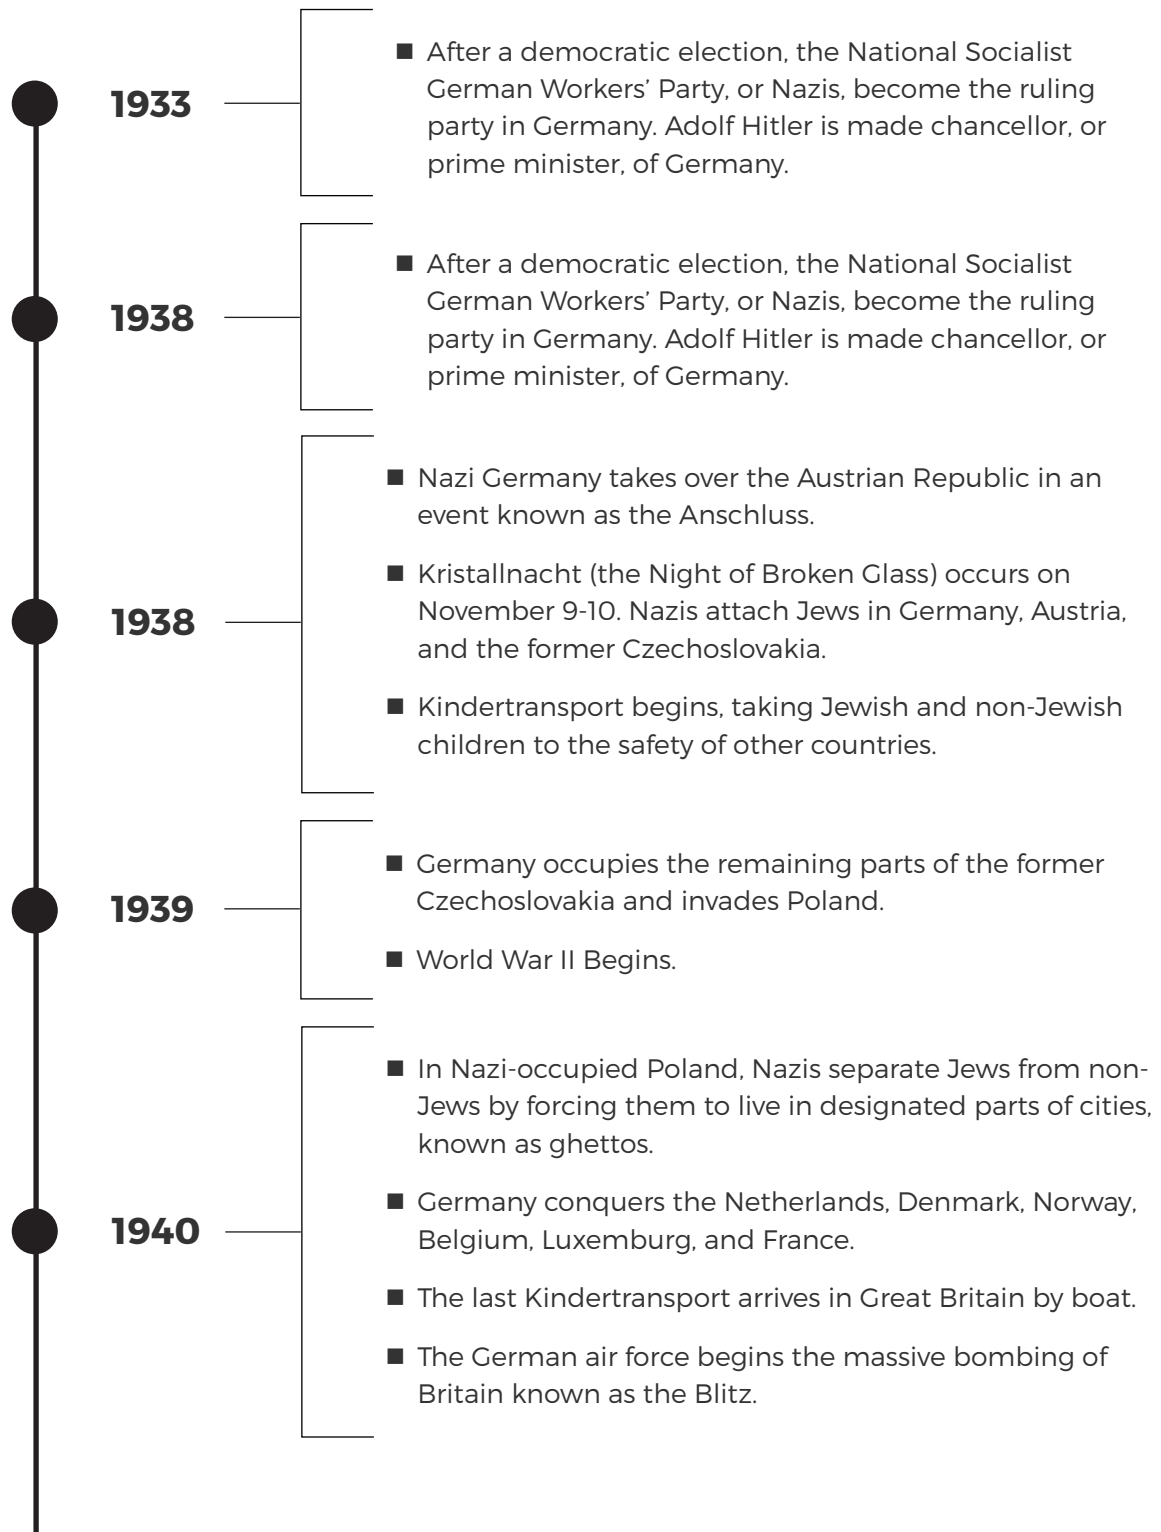 1933
■ After a democratic election, the National Socialist
German Workers’ Party, or Nazis, become the ruling
party in Germany. Adolf Hitler is made chancellor, or
prime minister, of Germany.
1938
■ After a democratic election, the National Socialist
German Workers’ Party, or Nazis, become the ruling
party in Germany. Adolf Hitler is made chancellor, or
prime minister, of Germany.
1938
■ Nazi Germany takes over the Austrian Republic in an
event known as the Anschluss.
■ Kristallnacht (the Night of Broken Glass) occurs on
November 9-10. Nazis attach Jews in Germany, Austria,
and the former Czechoslovakia.
■ Kindertransport begins, taking Jewish and non-Jewish
children to the safety of other countries.
1939
■ Germany occupies the remaining parts of the former
Czechoslovakia and invades Poland.
■ World War II Begins.
1940
■ In Nazi-occupied Poland, Nazis separate Jews from non-
Jews by forcing them to live in designated parts of cities,
known as ghettos.
■ Germany conquers the Netherlands, Denmark, Norway,
Belgium, Luxemburg, and France.
■ The last Kindertransport arrives in Great Britain by boat.
■ The German air force begins the massive bombing of
Britain known as the Blitz.